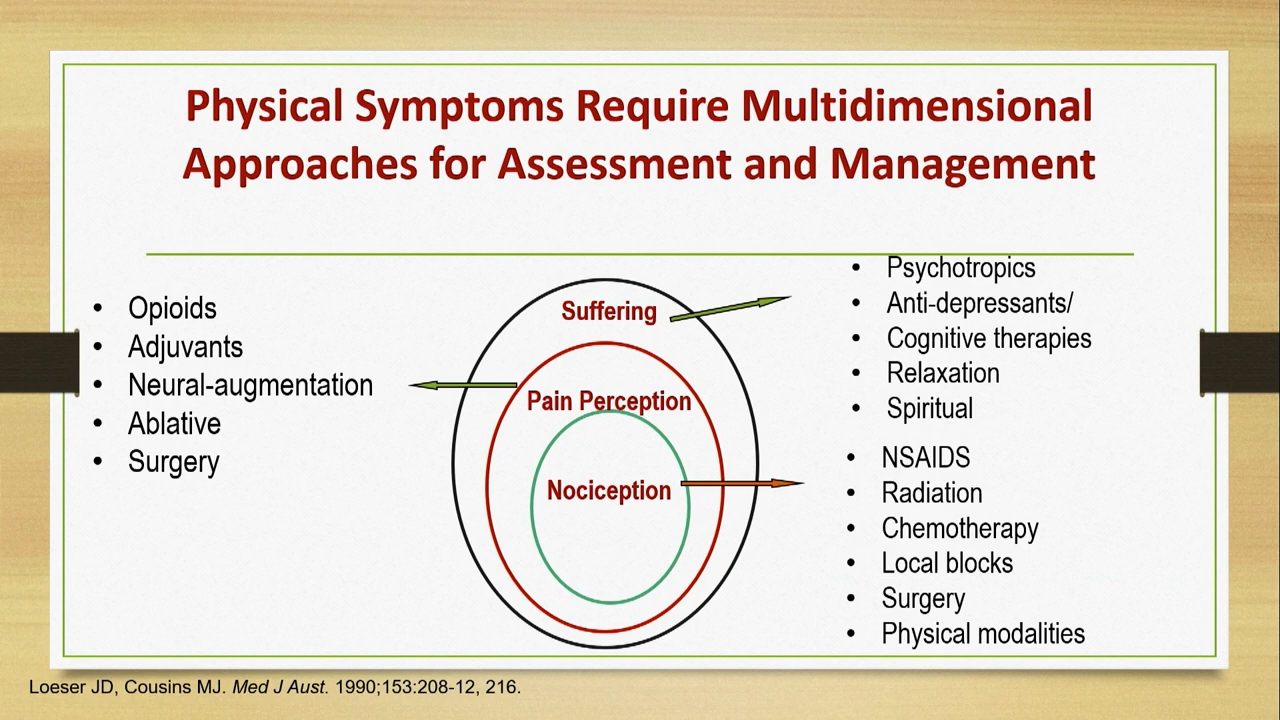 Physical Symptoms Require Multidimensional
Approaches for Assessment and Management
• Opioids
• Adjuvants
• Neural-augmentation
• Ablative
• Surgery
Suffering
Pain Perception
Nociception
• Psychotropics
• Anti-depressants/
• Cognitive therapies
• Relaxation
• Spiritual
• NSAIDS
• Radiation
• Chemotherapy
• Local blocks
• Surgery
• Physical modalities
Loeser JD, Cousins MJ. Med J Aust. 1990;153:208-12, 216.